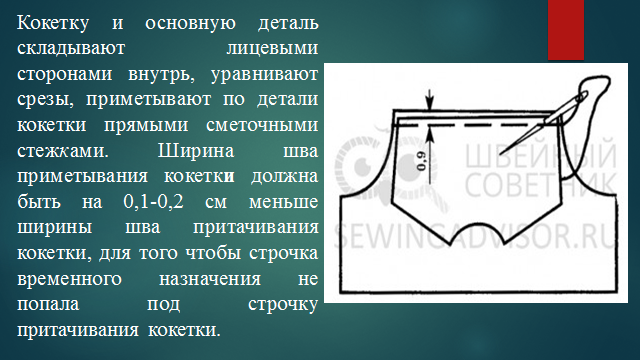 Кокетку и основную деталь
складывают лицевыми
сторонами внутрь, уравнивают
срезы, приметывают по детали
кокетки прямыми сметочными
стежками. Ширина шва
приметывания кокетки должна
быть на 0,1-0,2 см меньше
ширины шва притачивания
кокетки, для того чтобы строчка
временного назначения не
попала под строчку
притачивания кокетки.
0,9
ШВЕЙНЫЙ
СОВЕТНИК
SEWINGADVISOR.RU